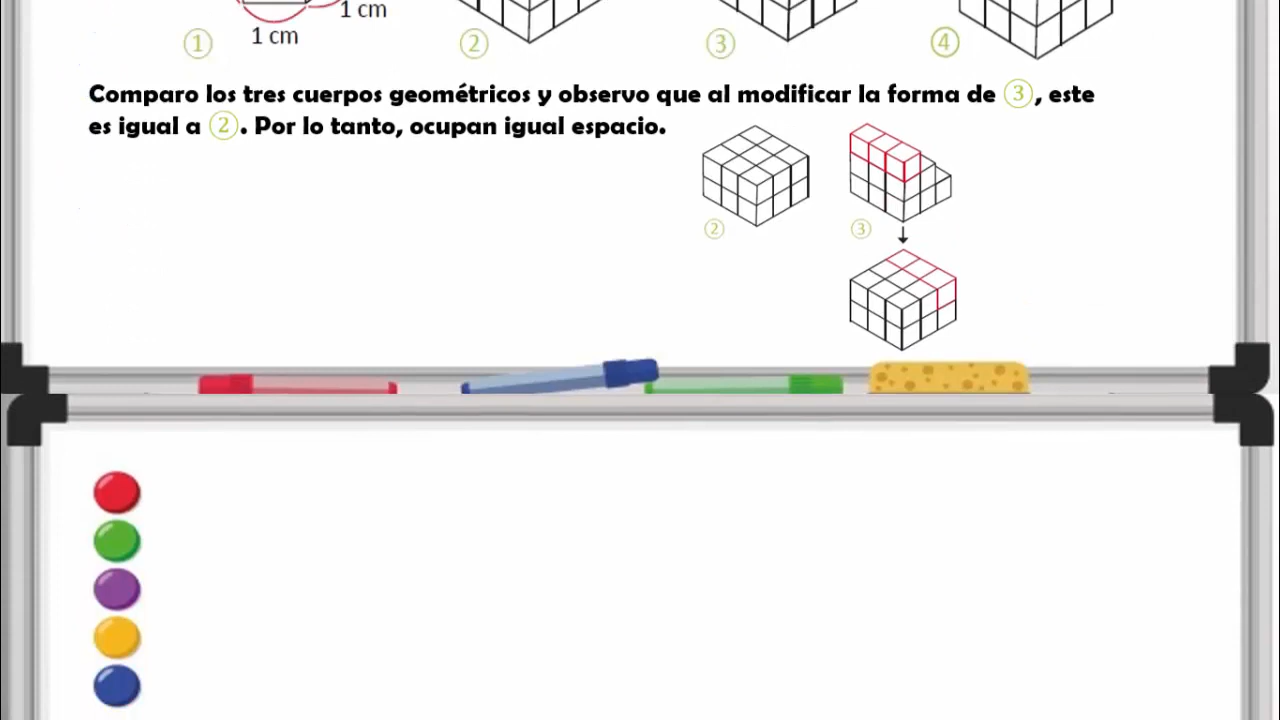 1 cm
1 cm
① ② ③ ④
Comparo los tres cuerpos geométricos y observo que al modificar la forma de ③, este
es igual a ②. Por lo tanto, ocupan igual espacio.
② ③